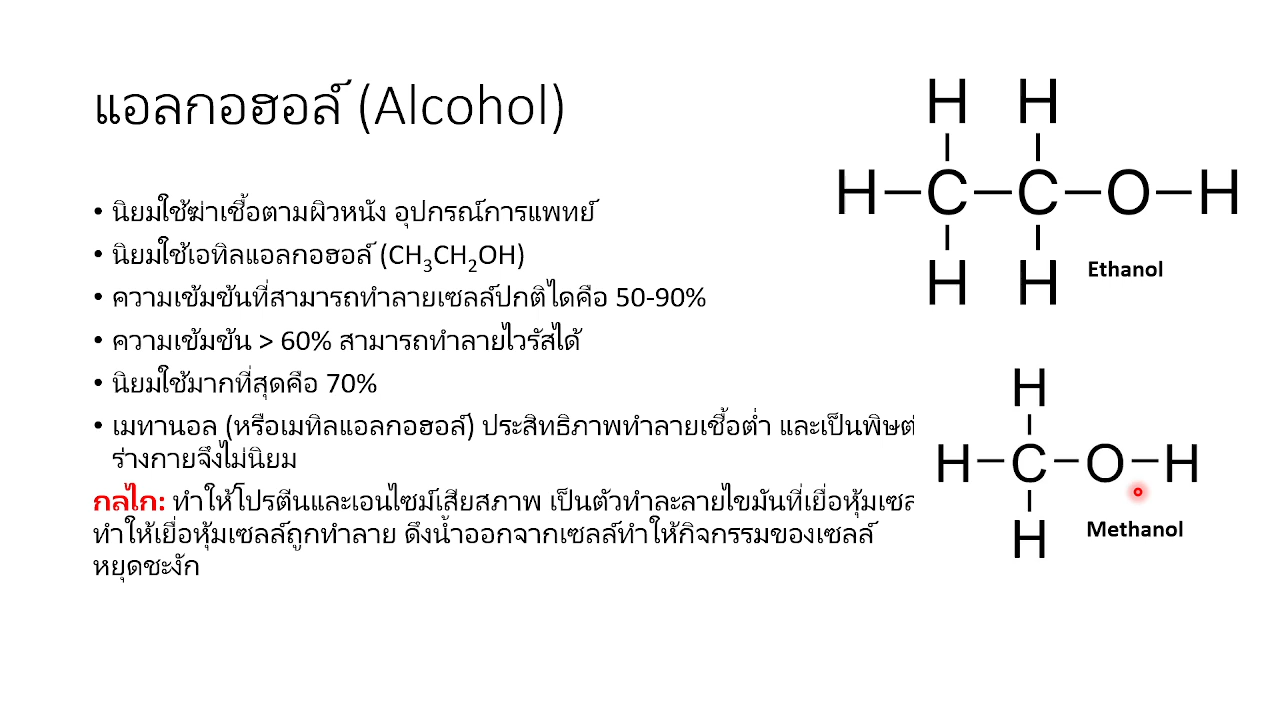 แอลกอฮอล์ (Alcohol)
• นิยมใช้ฆ่าเชื้อตามผิวหนัง อุปกรณ์การแพทย์
• นิยมใช้เอทิลแอลกอฮอล์ (CH3CH2OH)
• ความเข้มข้นที่สามารถทำลายเซลล์ปกติไดคือ 50-90%
• ความเข้มข้น > 60% สามารถทำลายไวรัสได้
• นิยมใช้มากที่สุดคือ 70%
• เมทานอล (หรือเมทิลแอลกอฮอล์) ประสิทธิภาพทำลายเชื้อต่ำ และเป็นพิษต่
ร่างกายจึงไม่นิยม
กลไก: ทำให้โปรตีนและเอนไซม์เสียสภาพ เป็นตัวทำละลายไขมันที่เยื่อหุ้มเซล
ทำให้เยื่อหุ้มเซลล์ถูกทำลาย ดึงน้ำออกจากเซลล์ทำให้กิจกรรมของเซลล์
หยุดชะงัก
H H
H C C O H
H H
Ethanol
H
H C O H
H
Methanol